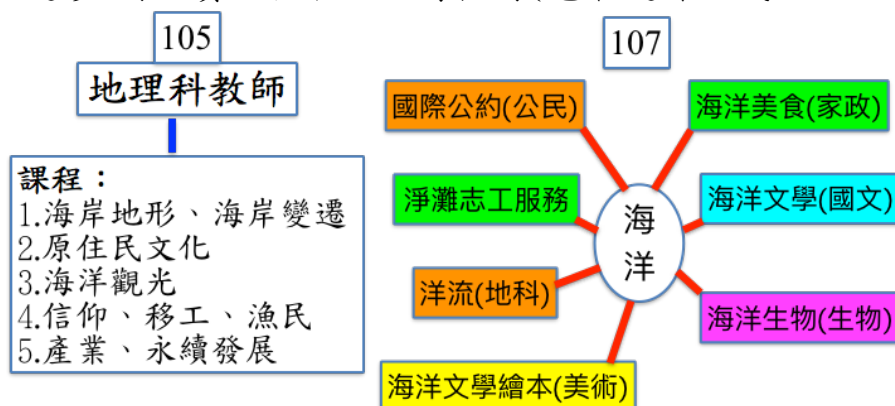 105
地理科教師
課程：
1.海岸地形、海岸變遷
2.原住民文化
3.海洋觀光
4.信仰、移工、漁民
5.產業、永續發展
107
國際公約(公民)
海洋美食(家政)
淨灘志工服務
海洋文學(國文)
海
洋
洋流(地科)
海洋生物(生物)
海洋文學繪本(美術)